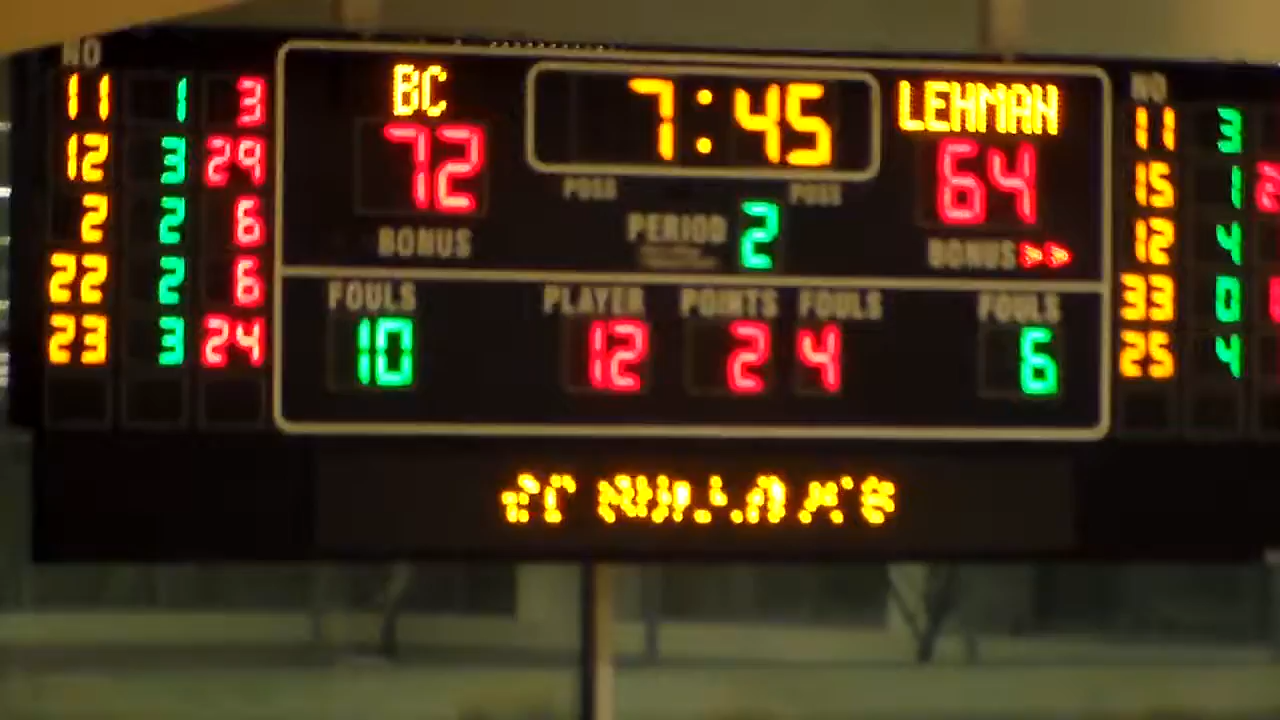 NO
11 1 3
12 3 29
2 2 6
22 2 6
23 3 24
BC
72
BONUS
7:45
POSS POSS
PERIOD 2
LEHMAN
64
BONUS
FOULS
10
PLAYER POINTS FOULS
12 2 4
FOULS
6
NO
11 3
15 1
12 4
33 0
25 4